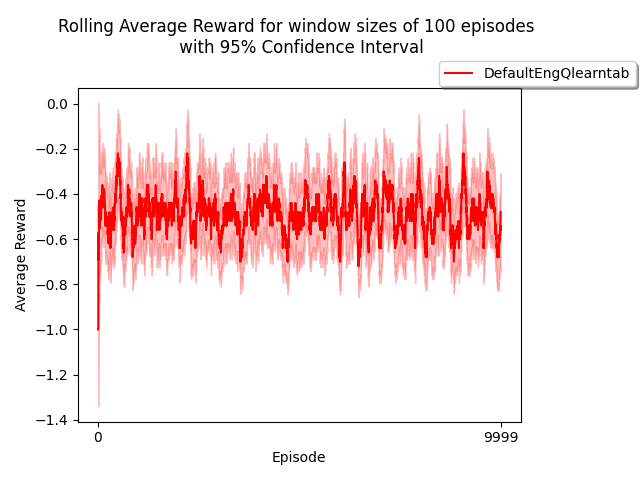 Rolling Average Reward for window sizes of 100 episodes
with 95% Confidence Interval
DefaultEngQlearntab
0.0
−0.2
−0.4
−0.6
−0.8
−1.0
−1.2
−1.4
Average Reward
0
9999
Episode